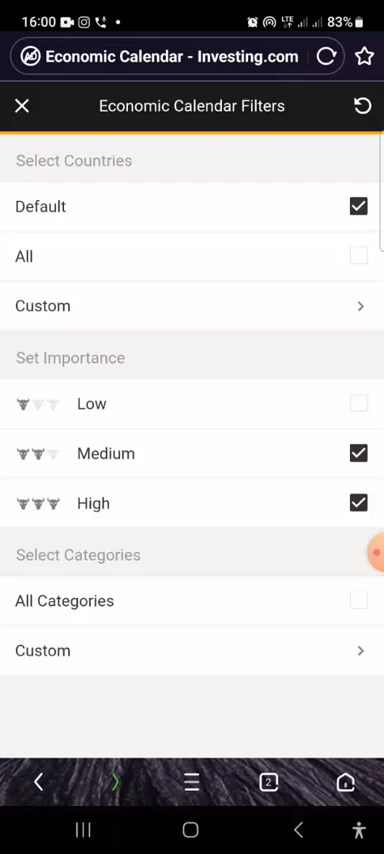 16:00
LTE
83%
Economic Calendar - Investing.com
Economic Calendar Filters
Select Countries
Default
All
Custom
Set Importance
Low
Medium
High
Select Categories
All Categories
Custom
2